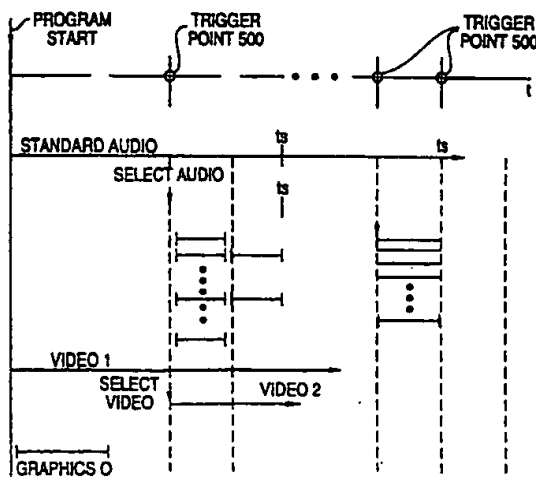 PROGRAM
START
TRIGGER
POINT 500
TRIGGER
POINT 500
t
STANDARD AUDIO
ts
ts
SELECT AUDIO
ts
VIDEO 1
SELECT
VIDEO
VIDEO 2
GRAPHICS O